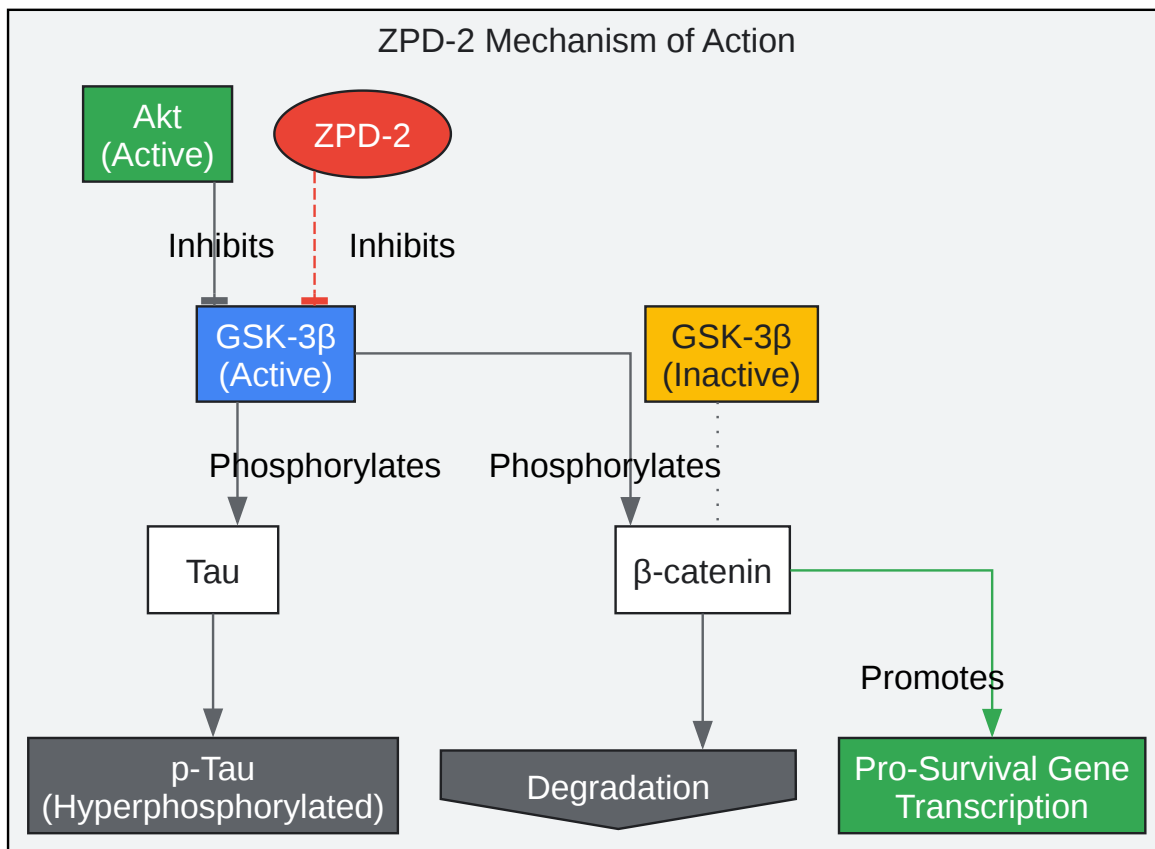 ZPD-2 Mechanism of Action
Akt
(Active)
ZPD-2
Inhibits
Inhibits
GSK-3β
(Active)
GSK-3β
(Inactive)
Phosphorylates
Phosphorylates
Tau
β-catenin
Promotes
p-Tau
(Hyperphosphorylated)
Degradation
Pro-Survival Gene
Transcription